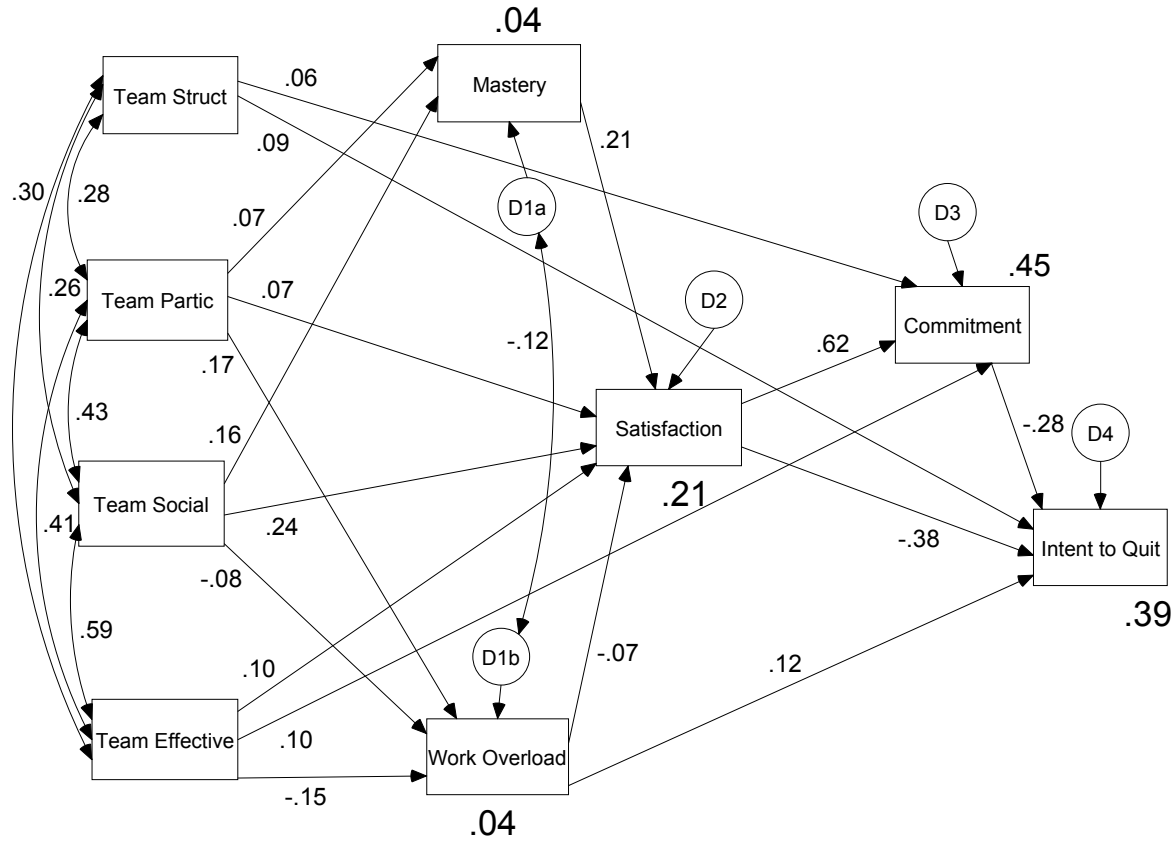 .04
Team Struct
Mastery
.06
.09
.21
.30
.28
D1a
D3
.07
.26
Team Partic
.07
D2
.45
Commitment
-.12
.62
.17
.43
.16
Satisfaction
-.28
D4
Team Social
.21
.41
.24
-.38
Intent to Quit
-.08
.39
.59
.10
D1b
-.07
.12
Team Effective
.10
Work Overload
-.15
.04